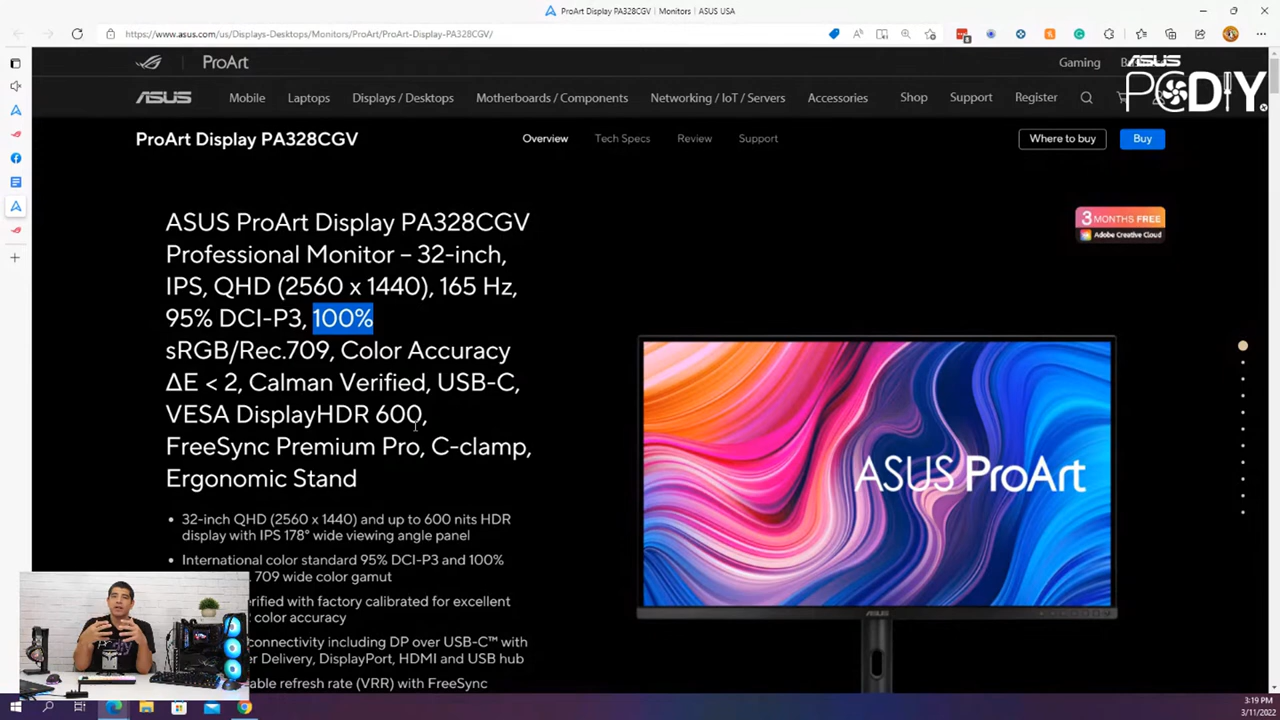 ProArt Display PA328CGV | Monitors | ASUS USA
https://www.asus.com/us/Displays-Desktops/Monitors/ProArt/ProArt-Display-PA328CGV/
ProArt
Gaming
ASUS
PCDIY
ASUS
Mobile
Laptops
Displays / Desktops
Motherboards / Components
Networking / IoT / Servers
Accessories
Shop
Support
Register
ProArt Display PA328CGV
Overview
Tech Specs
Review
Support
Where to buy
Buy
3 MONTHS FREE
Adobe Creative Cloud
ASUS ProArt Display PA328CGV
Professional Monitor – 32-inch,
IPS, QHD (2560 x 1440), 165 Hz,
95% DCI-P3, 100%
sRGB/Rec.709, Color Accuracy
ΔE < 2, Calman Verified, USB-C,
VESA DisplayHDR 600,
FreeSync Premium Pro, C-clamp,
Ergonomic Stand
• 32-inch QHD (2560 x 1440) and up to 600 nits HDR
display with IPS 178° wide viewing angle panel
• International color standard 95% DCI-P3 and 100%
709 wide color gamut
with factory calibrated for excellent
color accuracy
connectivity including DP over USB-C™ with
Delivery, DisplayPort, HDMI and USB hub
refresh rate (VRR) with FreeSync
ASUS ProArt
ASUS
3:19 PM
3/11/2022